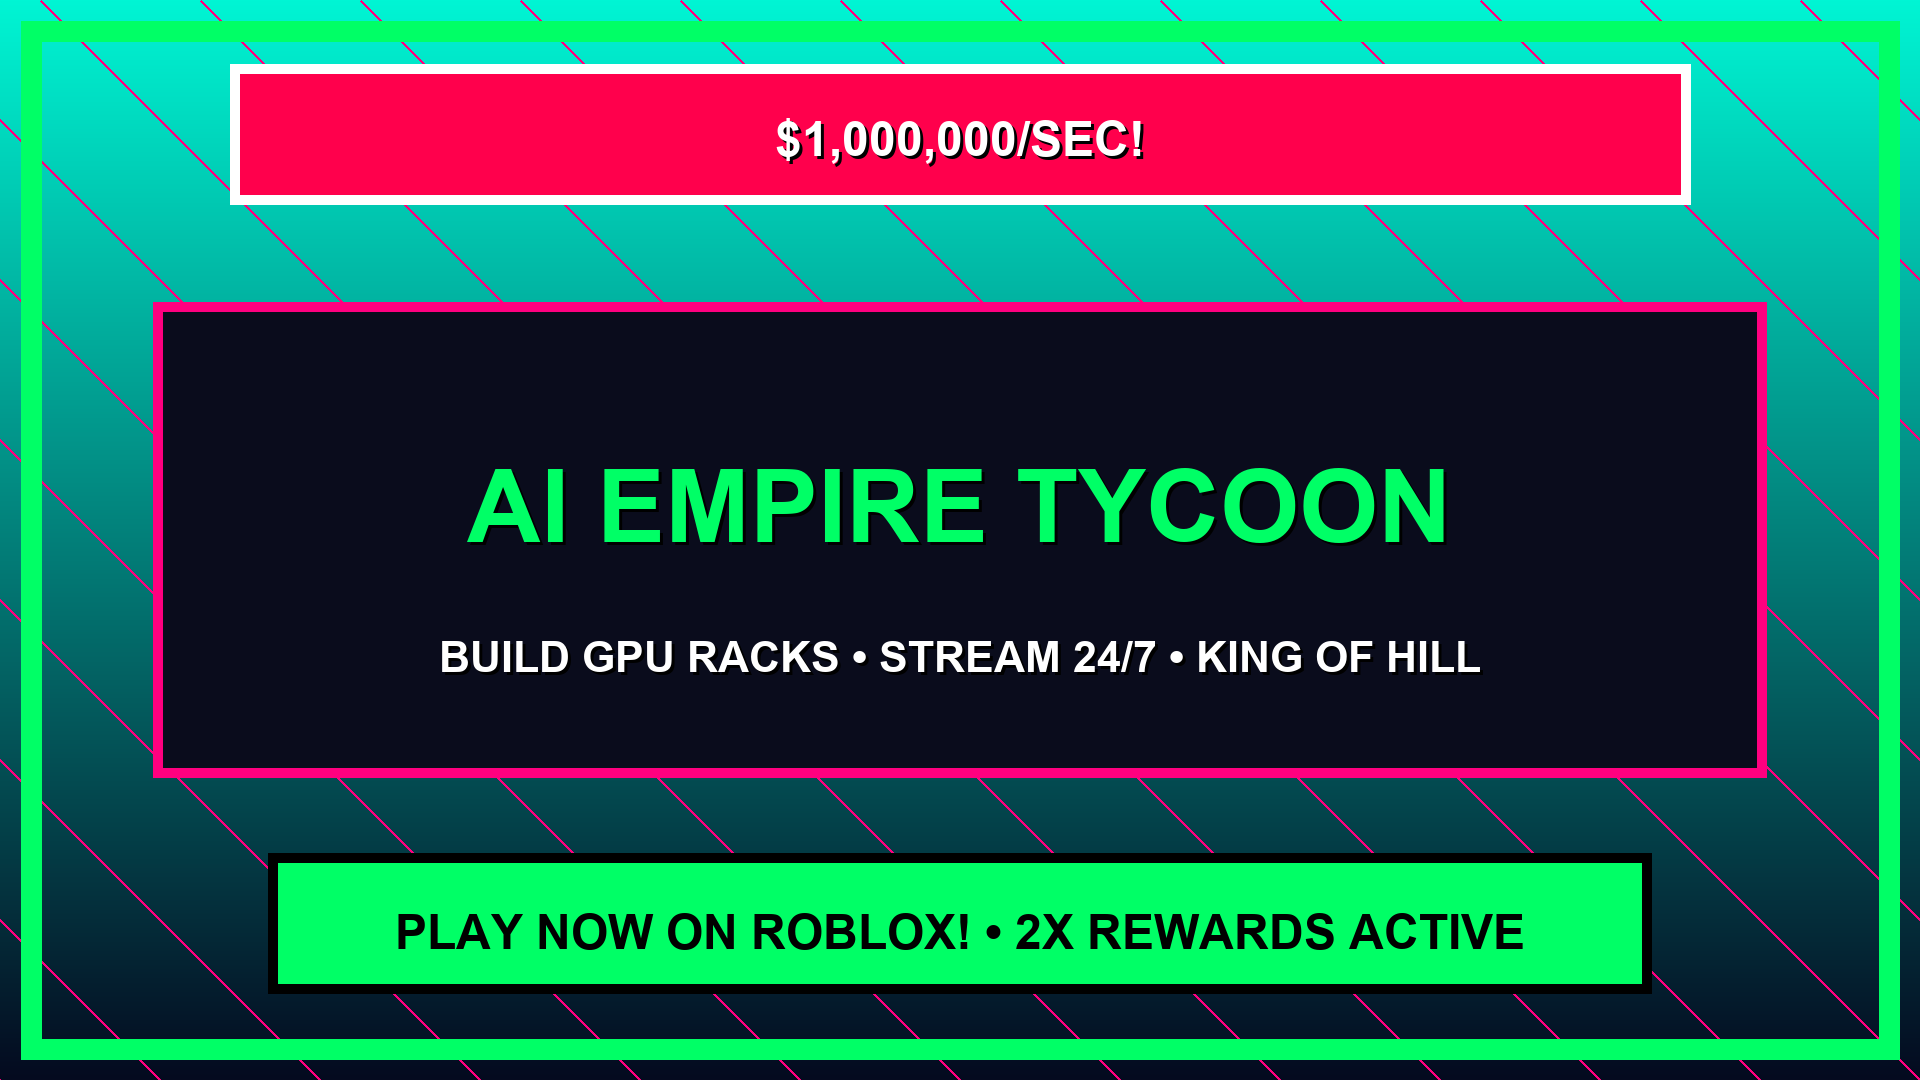 $1,000,000/SEC!
AI EMPIRE TYCOON
BUILD GPU RACKS • STREAM 24/7 • KING OF HILL
PLAY NOW ON ROBLOX! • 2X REWARDS ACTIVE